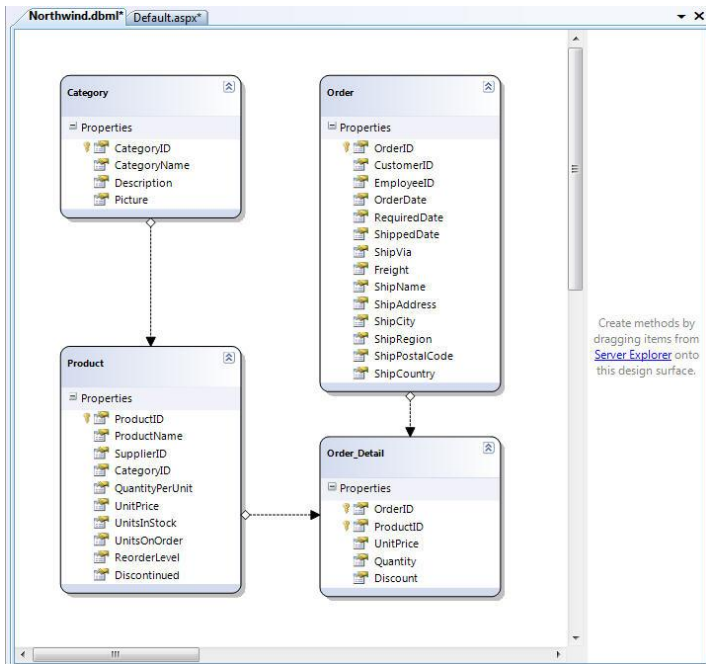 Northwind.dbml* Default.aspx*
Category
Properties
CategoryID
CategoryName
Description
Picture
Order
Properties
OrderID
CustomerID
EmployeeID
OrderDate
RequiredDate
ShippedDate
ShipVia
Freight
ShipName
ShipAddress
ShipCity
ShipRegion
ShipPostalCode
ShipCountry
Product
Properties
ProductID
ProductName
SupplierID
CategoryID
QuantityPerUnit
UnitPrice
UnitsInStock
UnitsOnOrder
ReorderLevel
Discontinued
Order_Detail
Properties
OrderID
ProductID
UnitPrice
Quantity
Discount
Create methods by
dragging items from
Server Explorer onto
this design surface.